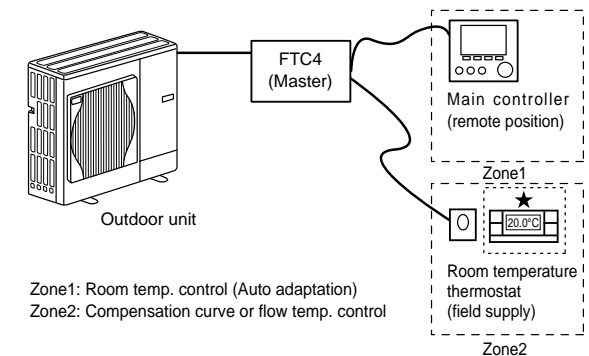 FTC4
(Master)
Main controller
(remote position)
Zone1
20.0°C
Outdoor unit
Room temperature
thermostat
(field supply)
Zone1: Room temp. control (Auto adaptation)
Zone2: Compensation curve or flow temp. control
Zone2